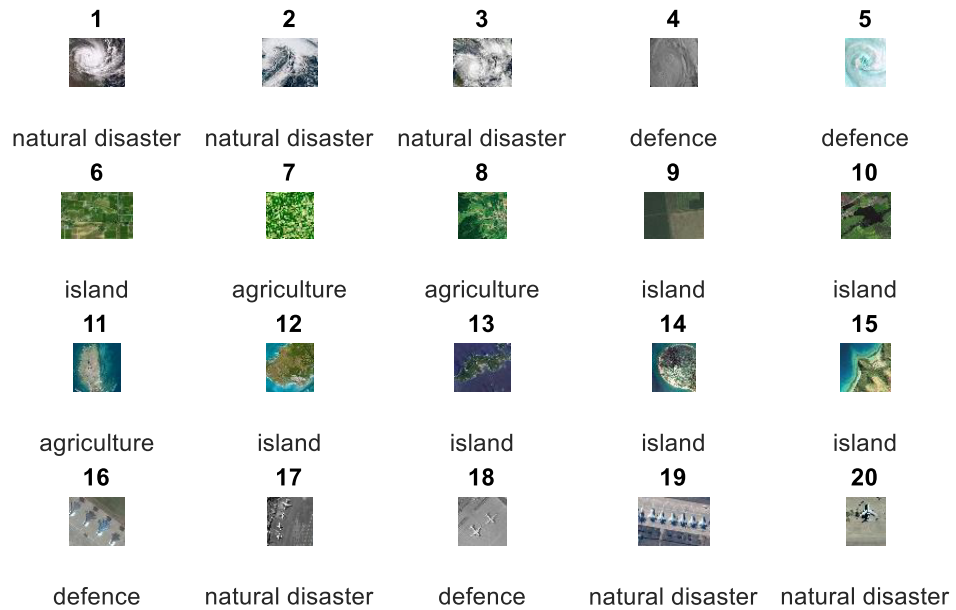 1 2 3 4 5
natural disaster natural disaster natural disaster defence defence
6 7 8 9 10
island agriculture agriculture island island
11 12 13 14 15
agriculture island island island island
16 17 18 19 20
defence natural disaster defence natural disaster natural disaster